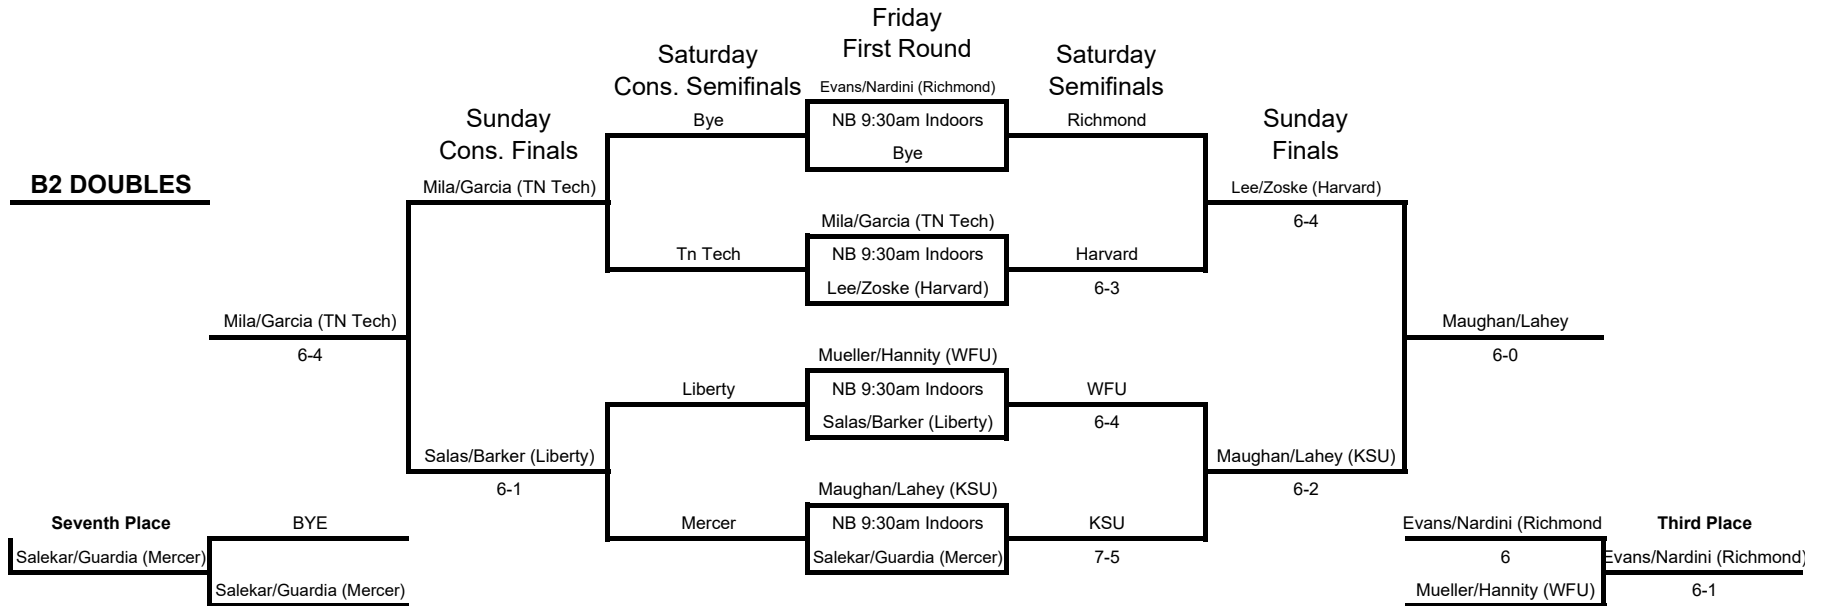 Friday
First Round
Saturday
Cons. Semifinals
Saturday
Semifinals
Evans/Nardini (Richmond)
Sunday
Cons. Finals
Bye
NB 9:30am Indoors
Richmond
Sunday
Finals
Bye
B2 DOUBLES
Mila/Garcia (TN Tech)
Lee/Zoske (Harvard)
Mila/Garcia (TN Tech)
6-4
Tn Tech
NB 9:30am Indoors
Harvard
Lee/Zoske (Harvard)
6-3
Mila/Garcia (TN Tech)
Maughan/Lahey
6-4
Mueller/Hannity (WFU)
6-0
Liberty
NB 9:30am Indoors
WFU
Salas/Barker (Liberty)
6-4
Salas/Barker (Liberty)
Maughan/Lahey (KSU)
6-1
Maughan/Lahey (KSU)
6-2
Seventh Place
BYE
Mercer
NB 9:30am Indoors
KSU
Evans/Nardini (Richmond
Third Place
Salekar/Guardia (Mercer)
Salekar/Guardia (Mercer)
7-5
6
Evans/Nardini (Richmond)
Salekar/Guardia (Mercer)
Mueller/Hannity (WFU)
6-1